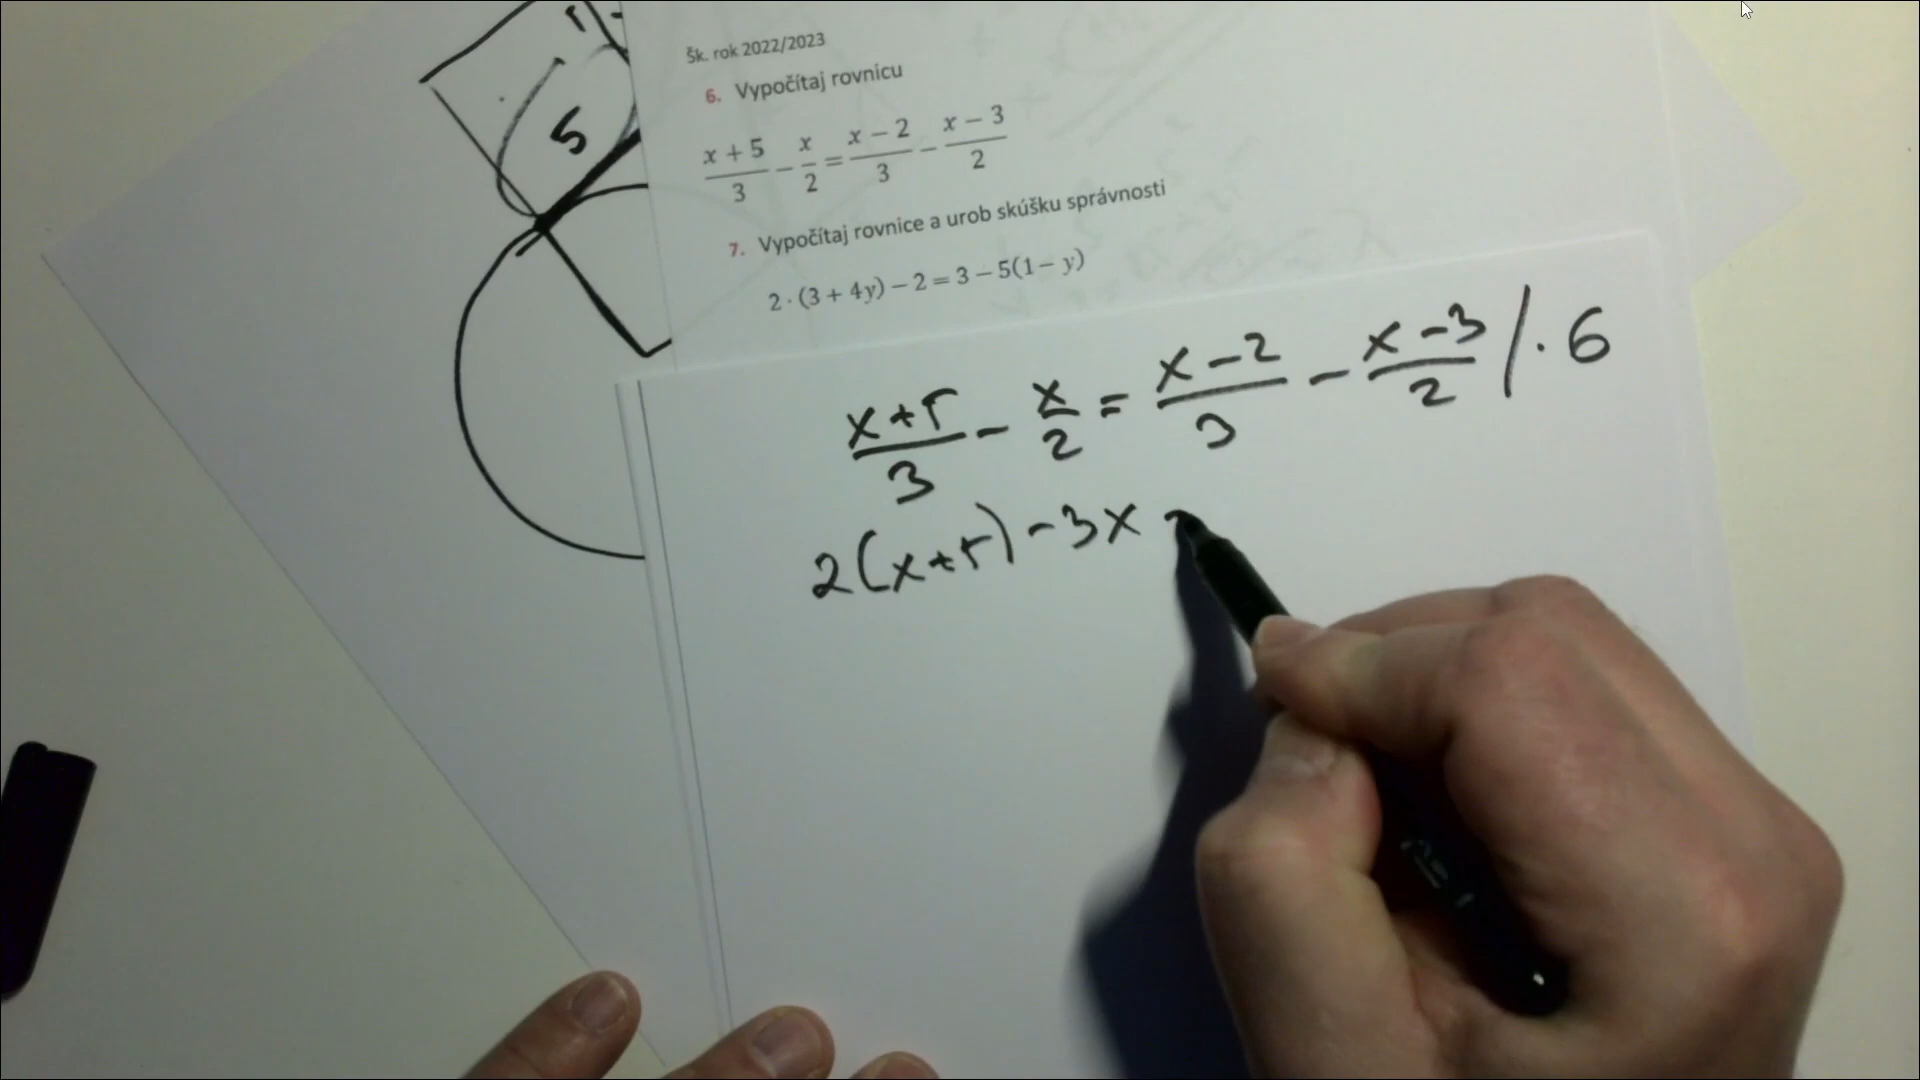 5
Šk. rok 2022/2023
6. Vypočítaj rovnicu
x + 5 / 3 − x / 2 = x − 2 / 3 − x − 3 / 2
7. Vypočítaj rovnice a urob skúšku správnosti
2 · (3 + 4y) − 2 = 3 − 5(1 − y)
x+5 / 3 - x / 2 = x-2 / 3 - x-3 / 2 / · 6
2(x+5) - 3x